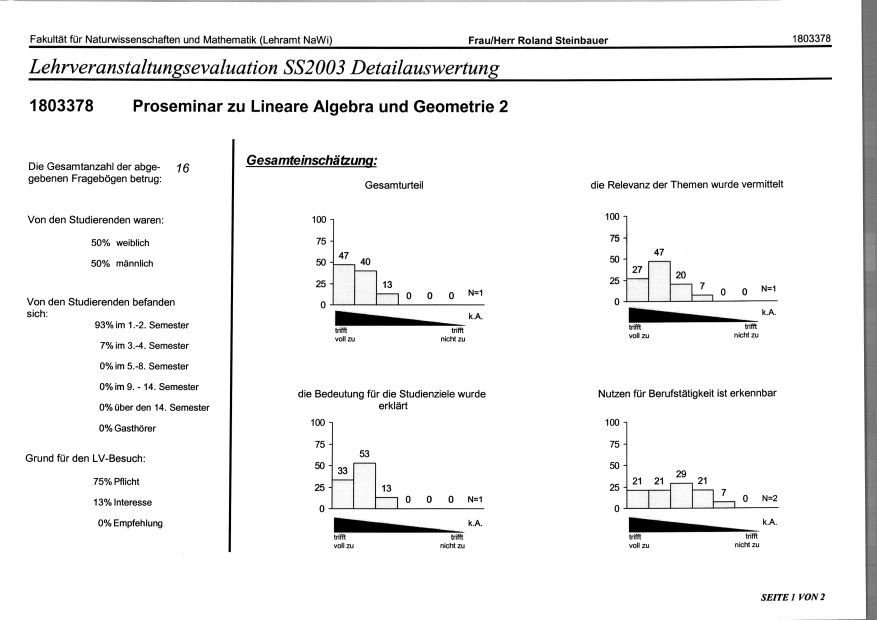 Fakultät für Naturwissenschaften und Mathematik (Lehramt NaWi) Frau/Herr Roland Steinbauer 1803378
Lehrveranstaltungsevaluation SS2003 Detailauswertung
1803378 Proseminar zu Lineare Algebra und Geometrie 2
Die Gesamtanzahl der abge- 16
gebenen Fragebögen betrug:
Von den Studierenden waren:
50% weiblich
50% männlich
Von den Studierenden befanden
sich:
93% im 1.-2. Semester
7% im 3.-4. Semester
0% im 5.-8. Semester
0% im 9. - 14. Semester
0% über den 14. Semester
0% Gasthörer
Grund für den LV-Besuch:
75% Pflicht
13% Interesse
0% Empfehlung
Gesamteinschätzung:
Gesamturteil
100
75
50
25
0
47 40 13 0 0 0 N=1
k.A.
trifft trifft
voll zu nicht zu
die Relevanz der Themen wurde vermittelt
100
75
50
25
0
27 47 20 7 0 0 N=1
k.A.
trifft trifft
voll zu nicht zu
die Bedeutung für die Studienziele wurde
erklärt
100
75
50
25
0
33 53 13 0 0 0 N=1
k.A.
trifft trifft
voll zu nicht zu
Nutzen für Berufstätigkeit ist erkennbar
100
75
50
25
0
21 21 29 21 7 0 N=2
k.A.
trifft trifft
voll zu nicht zu
SEITE 1 VON 2